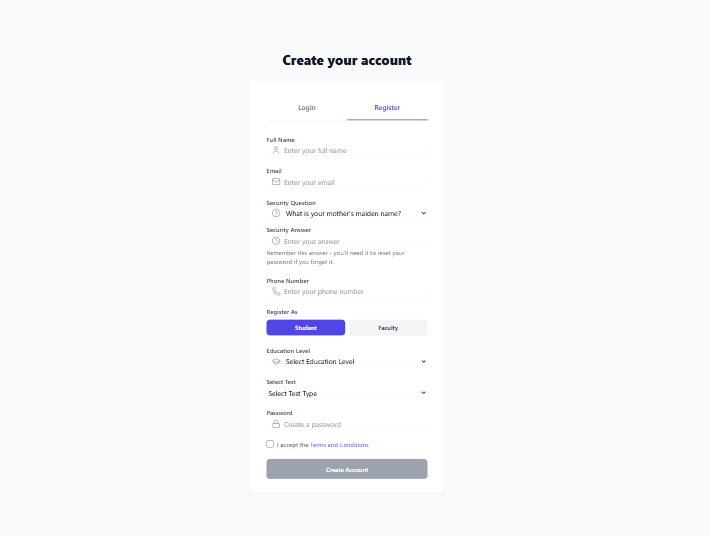 Create your account
Login
Register
Full Name
Enter your full name
Email
Enter your email
Security Question
What is your mother's maiden name?
Security Answer
Enter your answer
Remember this answer - you'll need it to reset your
password if you forget it.
Phone Number
Enter your phone number
Register As
Student
Faculty
Education Level
Select Education Level
Select Test
Select Test Type
Password
Create a password
I accept the Terms and Conditions
Create Account